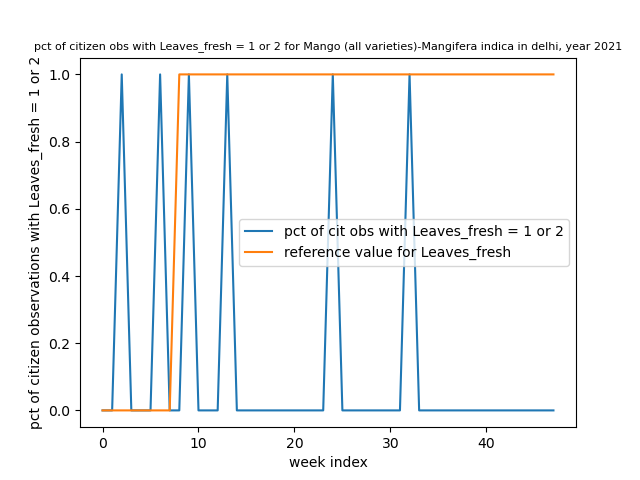 pct of citizen obs with Leaves_fresh = 1 or 2 for Mango (all varieties)-Mangifera indica in delhi, year 2021
pct of citizen observations with Leaves_fresh = 1 or 2
1.0
0.8
0.6
0.4
0.2
0.0
pct of cit obs with Leaves_fresh = 1 or 2
reference value for Leaves_fresh
0 10 20 30 40
week index